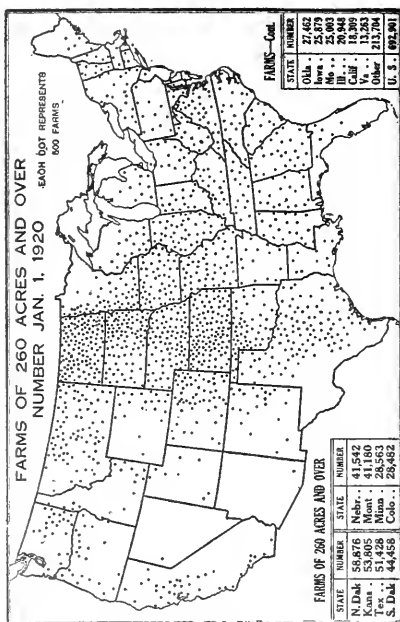 FARMS OF 260 ACRES AND OVER
NUMBER JAN. 1, 1920
EACH DOT REPRESENTS
500 FARMS
FARMS OF 260 ACRES AND OVER
STATE NUMBER STATE NUMBER
N. Dak 58,876 Nebr. . 41,542
Kans . . 53,805 Mont . 41,180
Tex . . . 51,428 Minn . . 28,563
S. Dak 44,458 Colo . . 28,482
FARMS—Cont.
STATE NUMBER
Okla 27,462
Iowa . . 25,879
Mo . . . 25,003
Ill . . . 20,948
Calif . . 18,309
Va . . . 13,263
Other 213,704
U. S . 692,901